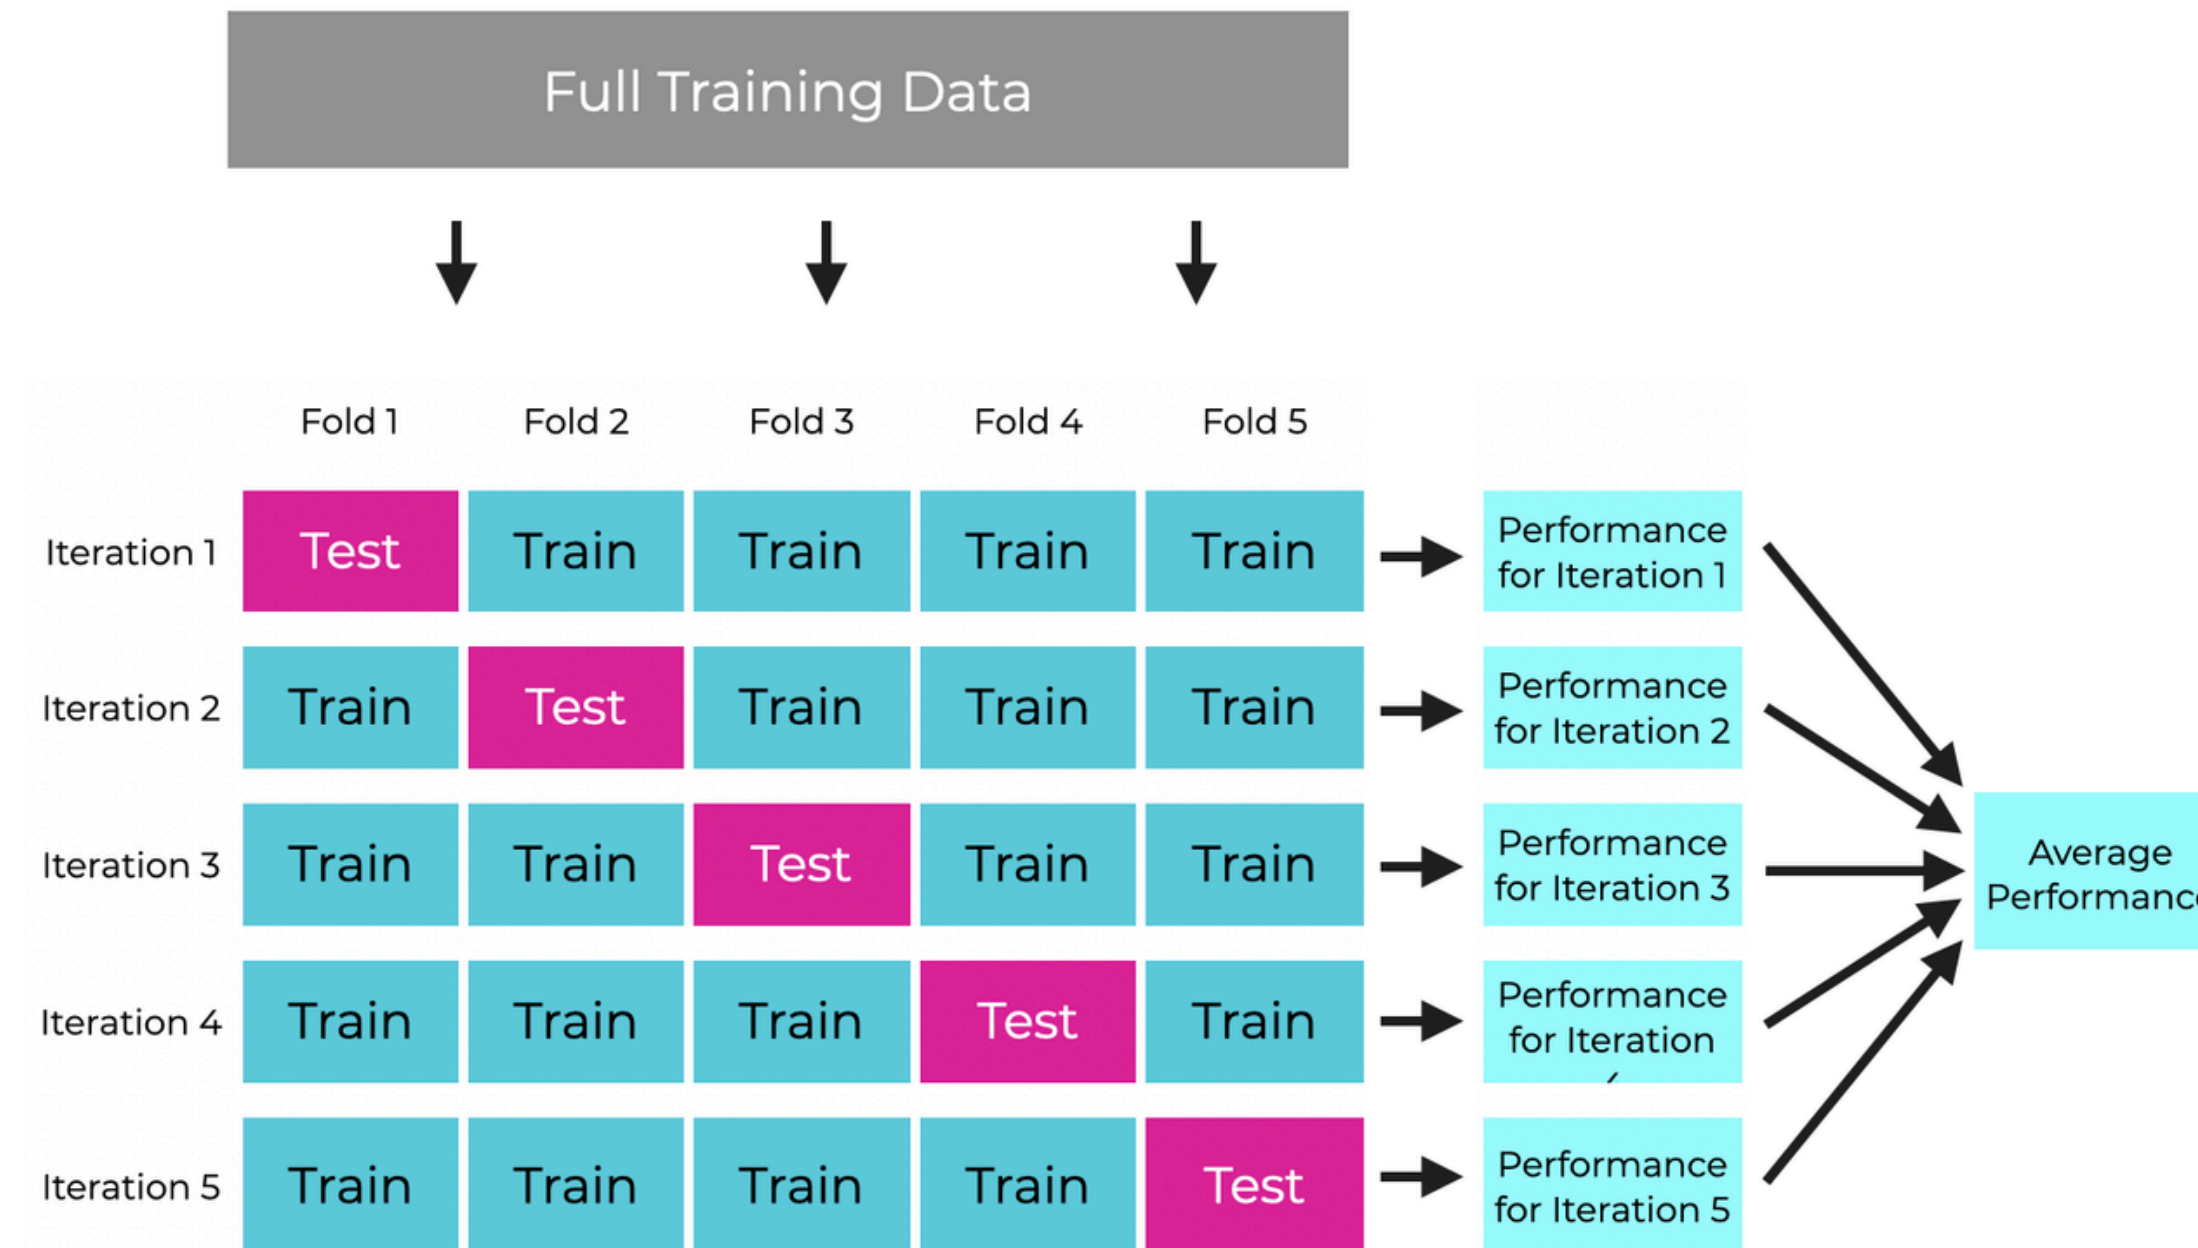 Full Training Data
Fold 1 Fold 2 Fold 3 Fold 4 Fold 5
Iteration 1 Test Train Train Train Train Performance
for Iteration 1
Iteration 2 Train Test Train Train Train Performance
for Iteration 2
Iteration 3 Train Train Test Train Train Performance
for Iteration 3
Average
Performance
Iteration 4 Train Train Train Test Train Performance
for Iteration
Iteration 5 Train Train Train Train Test Performance
for Iteration 5